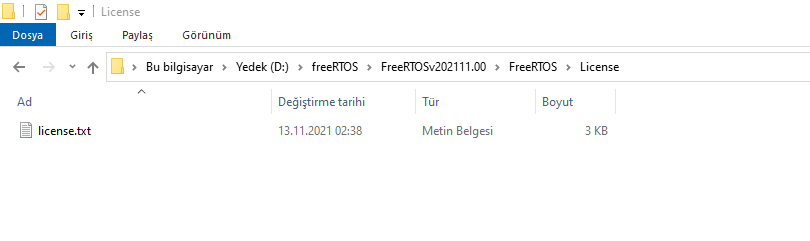 License
Dosya Giriş Paylaş Görünüm
Bu bilgisayar Yedek (D:) freeRTOS FreeRTOSv202111.00 FreeRTOS License
Ad Değiştirme tarihi Tür Boyut
license.txt 13.11.2021 02:38 Metin Belgesi 3 KB